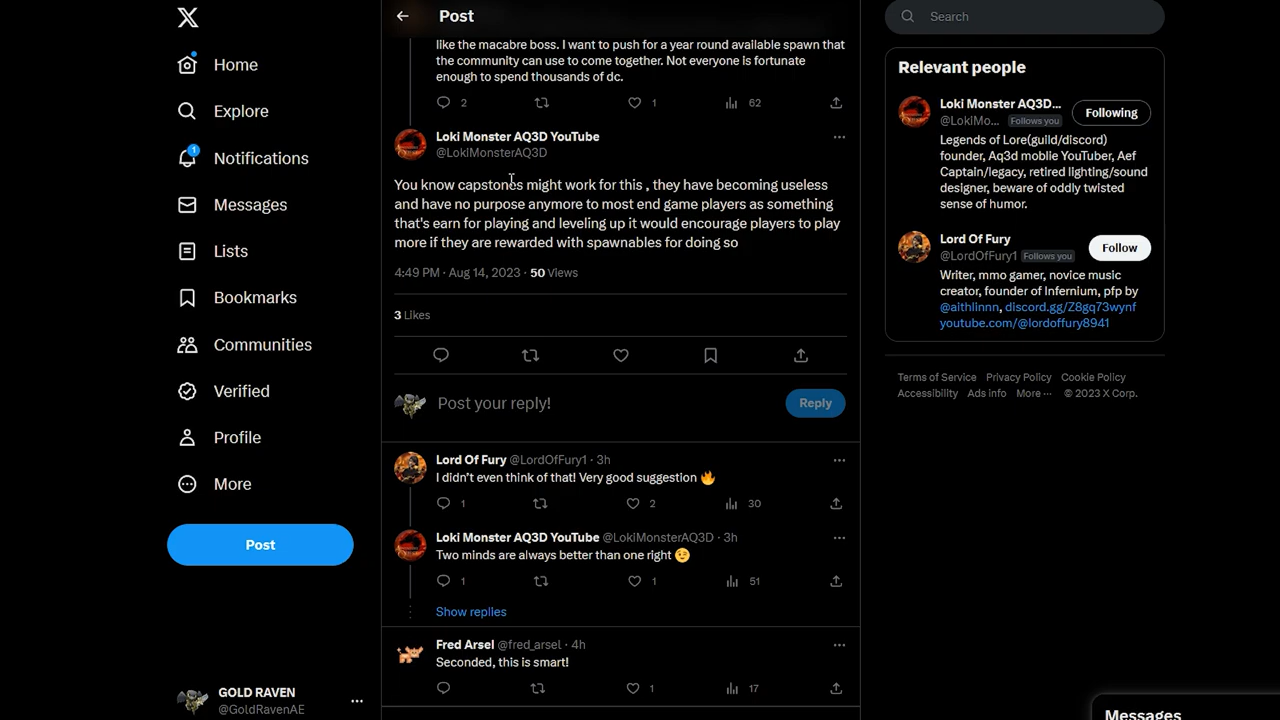 Home
Explore
1
Notifications
Messages
Lists
Bookmarks
Communities
Verified
Profile
More
Post
GOLD RAVEN
@GoldRavenAE
Post
like the macabre boss. I want to push for a year round available spawn that
the community can use to come together. Not everyone is fortunate
enough to spend thousands of dc.
2 1 62
Loki Monster AQ3D YouTube
@LokIMonsterAQ3D
You know capstones might work for this , they have becoming useless
and have no purpose anymore to most end game players as something
that's earn for playing and leveling up it would encourage players to play
more if they are rewarded with spawnables for doing so
4:49 PM · Aug 14, 2023 · 50 Views
3 Likes
Post your reply!
Reply
Lord Of Fury @LordOfFury1 · 3h
I didn't even think of that! Very good suggestion 🔥
1 2 30
Loki Monster AQ3D YouTube @LokIMonsterAQ3D · 3h
Two minds are always better than one right 😉
1 1 51
Show replies
Fred Arsel @fred_arsel · 4h
Seconded, this is smart!
1 17
Search
Relevant people
Loki Monster AQ3D...
@LokIMo... Follows you
Following
Legends of Lore(guild/discord)
founder, Aq3d mobIle YouTuber, Aef
Captain/legacy, retired lighting/sound
designer, beware of oddly twisted
sense of humor.
Lord Of Fury
@LordOfFury1 Follows you
Follow
Writer, mmo gamer, novice music
creator, founder of Infernium, pfp by
@aithlinnn, discord.gg/Z8gq73wynf
youtube.com/@lordoffury8941
Terms of Service Privacy Policy Cookie Policy
Accessibility Ads info More ··· © 2023 X Corp.
Messages